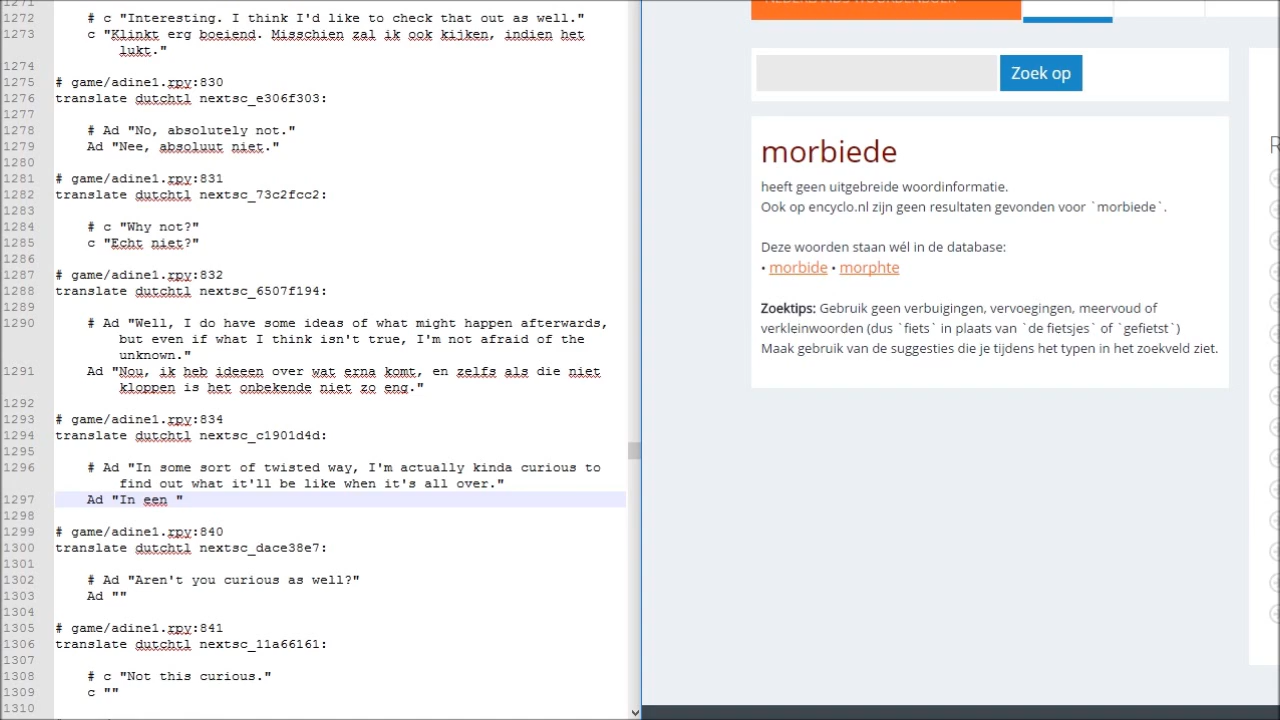 1271
1272 # c "Interesting. I think I'd like to check that out as well."
1273 c "Klinkt erg boeiend. Misschien zal ik ook kijken, indien het
lukt."
1274
1275 # game/adine1.rpy:830
1276 translate dutchtl nextsc_e306f303:
1277
1278 # Ad "No, absolutely not."
1279 Ad "Nee, absoluut niet."
1280
1281 # game/adine1.rpy:831
1282 translate dutchtl nextsc_73c2fcc2:
1283
1284 # c "Why not?"
1285 c "Echt niet?"
1286
1287 # game/adine1.rpy:832
1288 translate dutchtl nextsc_6507f194:
1289
1290 # Ad "Well, I do have some ideas of what might happen afterwards,
but even if what I think isn't true, I'm not afraid of the
unknown."
1291 Ad "Nou, ik heb ideeen over wat erna komt, en zelfs als die niet
kloppen is het onbekende niet zo eng."
1292
1293 # game/adine1.rpy:834
1294 translate dutchtl nextsc_c1901d4d:
1295
1296 # Ad "In some sort of twisted way, I'm actually kinda curious to
find out what it'll be like when it's all over."
1297 Ad "In een "
1298
1299 # game/adine1.rpy:840
1300 translate dutchtl nextsc_dace38e7:
1301
1302 # Ad "Aren't you curious as well?"
1303 Ad ""
1304
1305 # game/adine1.rpy:841
1306 translate dutchtl nextsc_11a66161:
1307
1308 # c "Not this curious."
1309 c ""
1310
NEDERLANDS WOORDENBOEK
Zoek op
morbiede
heeft geen uitgebreide woordinformatie.
Ook op encyclo.nl zijn geen resultaten gevonden voor `morbiede`.
Deze woorden staan wél in de database:
• morbide • morphte
Zoektips: Gebruik geen verbuigingen, vervoegingen, meervoud of
verkleinwoorden (dus `fiets` in plaats van `de fietsjes` of `gefietst`)
Maak gebruik van de suggesties die je tijdens het typen in het zoekveld ziet.